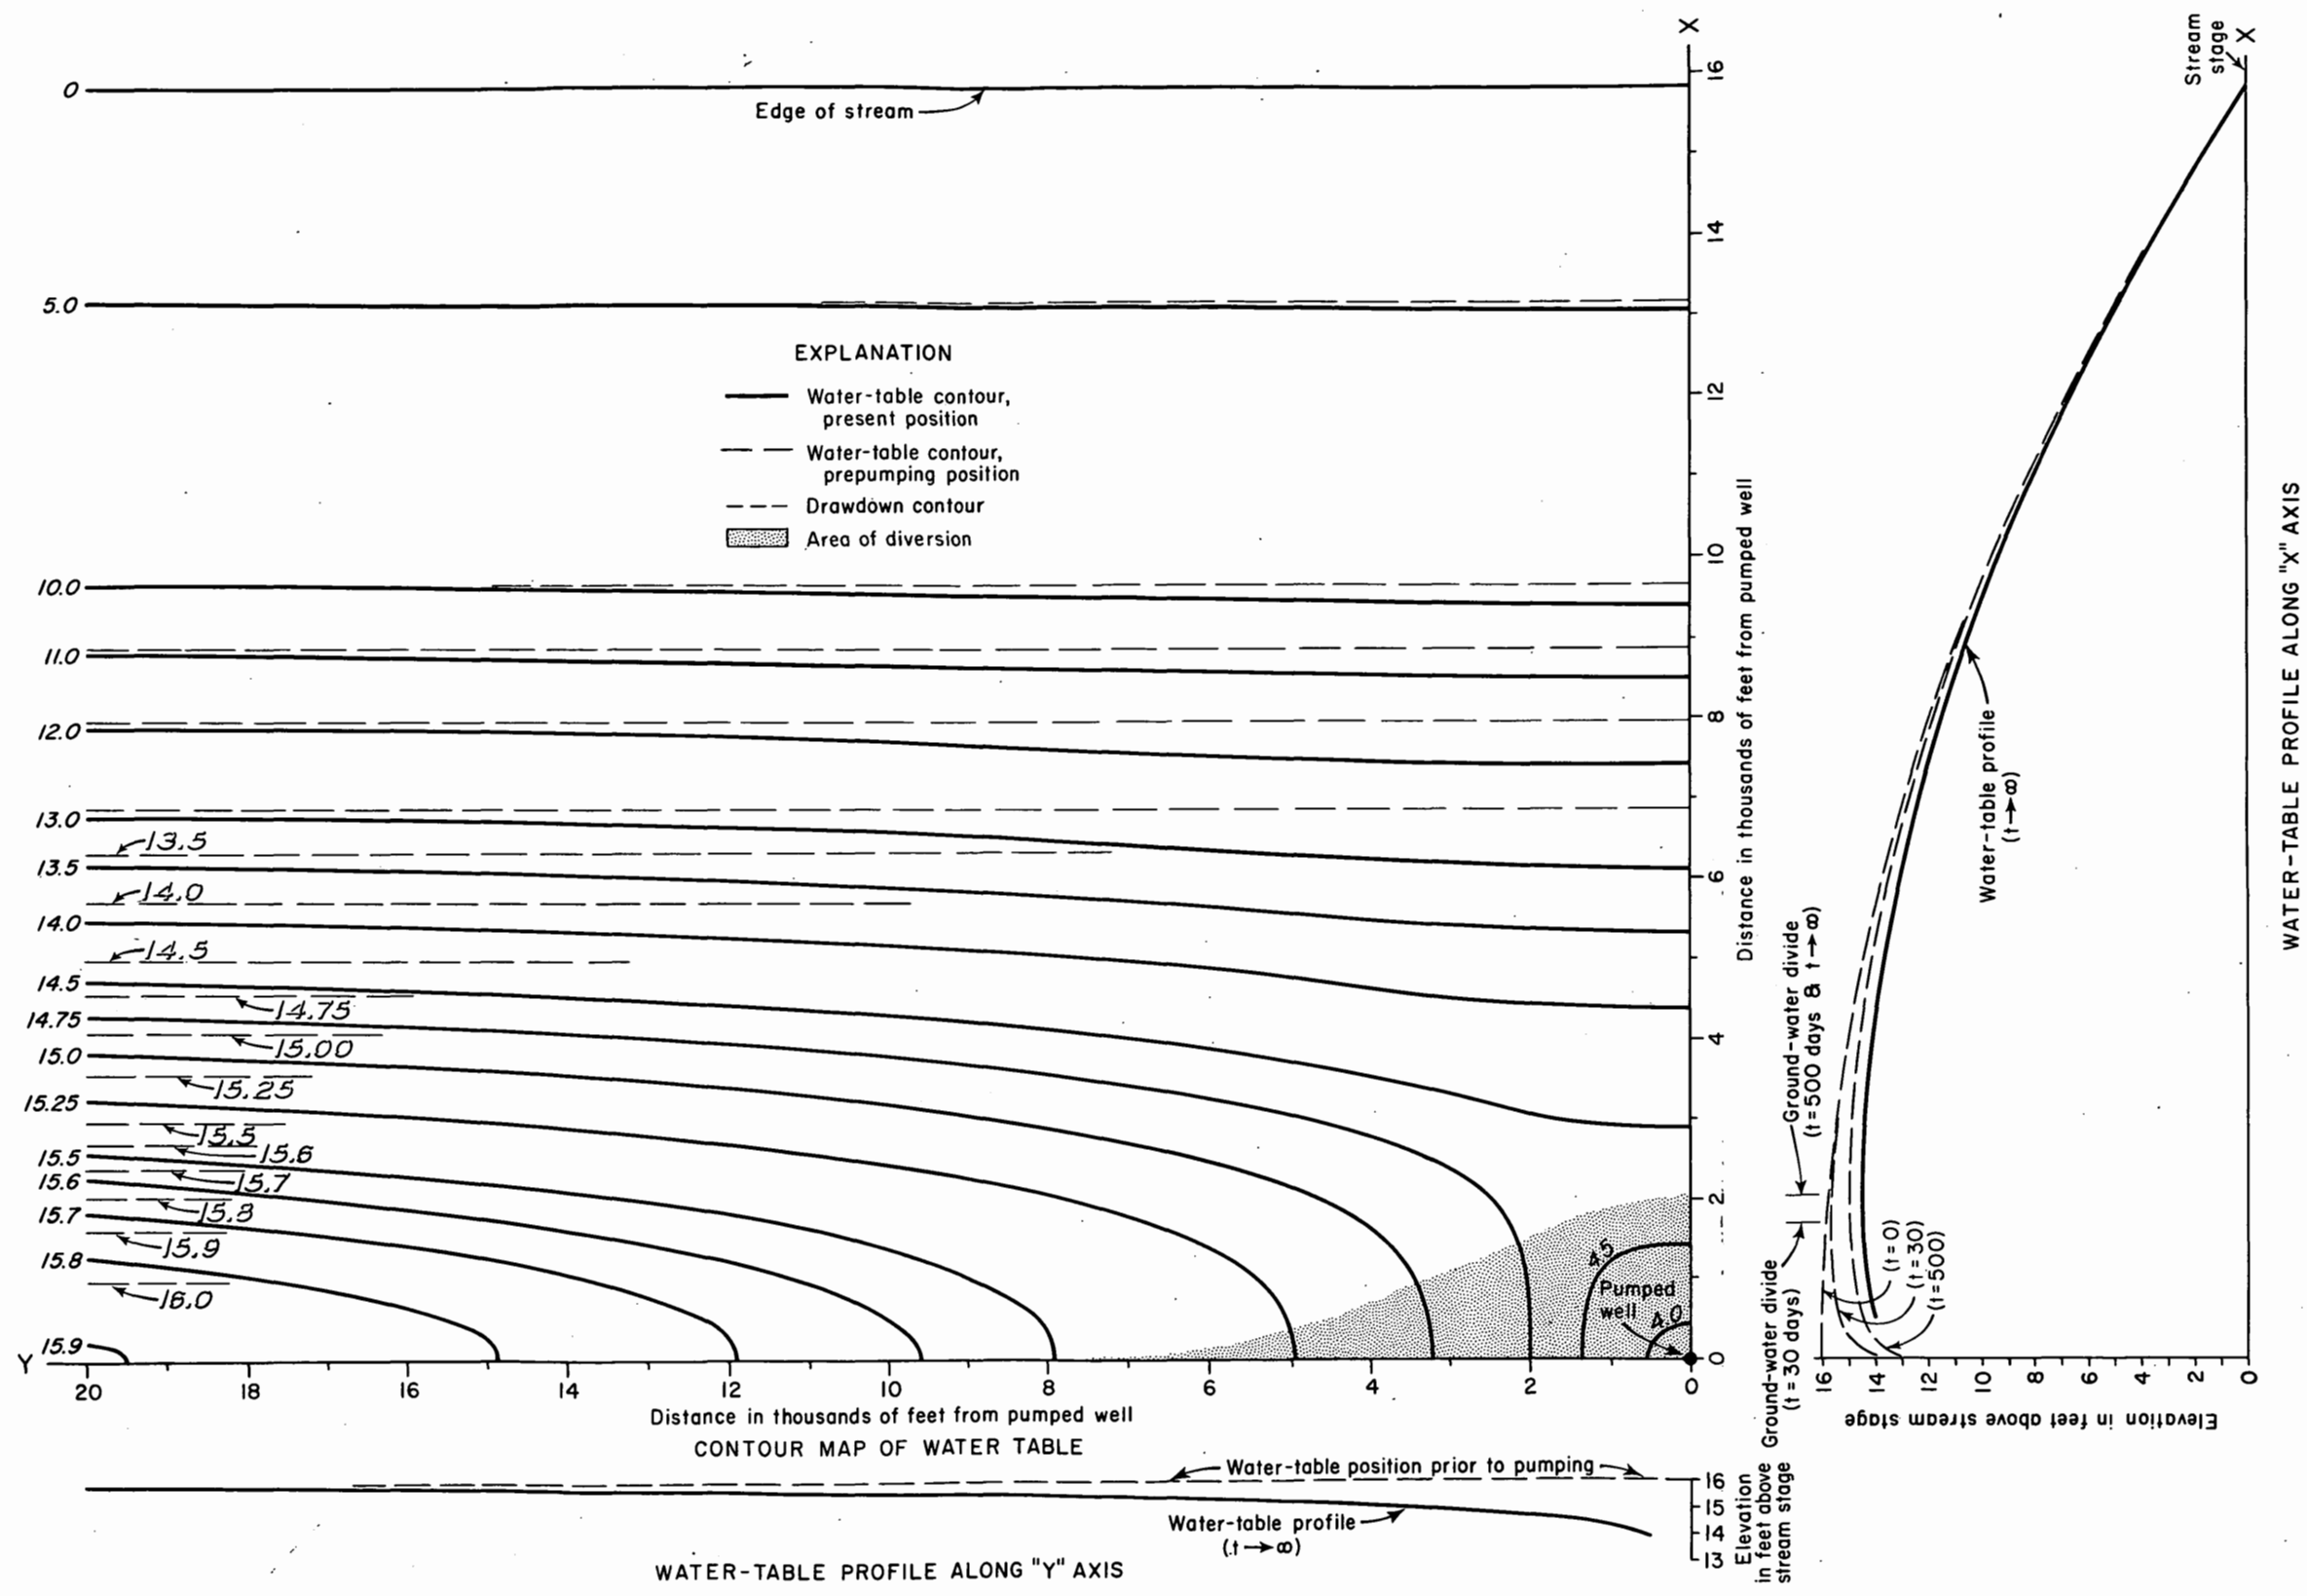 X
0
Edge of stream
5.0
EXPLANATION
Water-table contour,
present position
Water-table contour,
prepumping position
Drawdown contour
Area of diversion
10.0
11.0
12.0
13.0
13.5
13.5
14.0
14.0
14.5
14.5
14.75
14.75
15.00
15.0
15.25
15.25
15.5
15.6
15.5
15.7
15.6
15.8
15.7
15.9
15.8
16.0
15.9
Y
4.5
Pumped
well
4.0
20 18 16 14 12 10 8 6 4 2 0
Distance in thousands of feet from pumped well
CONTOUR MAP OF WATER TABLE
16
14
12
10
8
6
4
2
0
Distance in thousands of feet from pumped well
Water-table position prior to pumping
Water-table profile
(t→∞)
16
15
14
13
Elevation
in feet above
stream stage
WATER-TABLE PROFILE ALONG "Y" AXIS
Stream
stage
X
Water-table profile
(t→∞)
Ground-water divide
(t=500 days & t→∞)
Ground-water divide
(t=30 days)
(t=0)
(t=30)
(t=500)
16 14 12 10 8 6 4 2 0
Elevation in feet above stream stage
WATER-TABLE PROFILE ALONG "X" AXIS